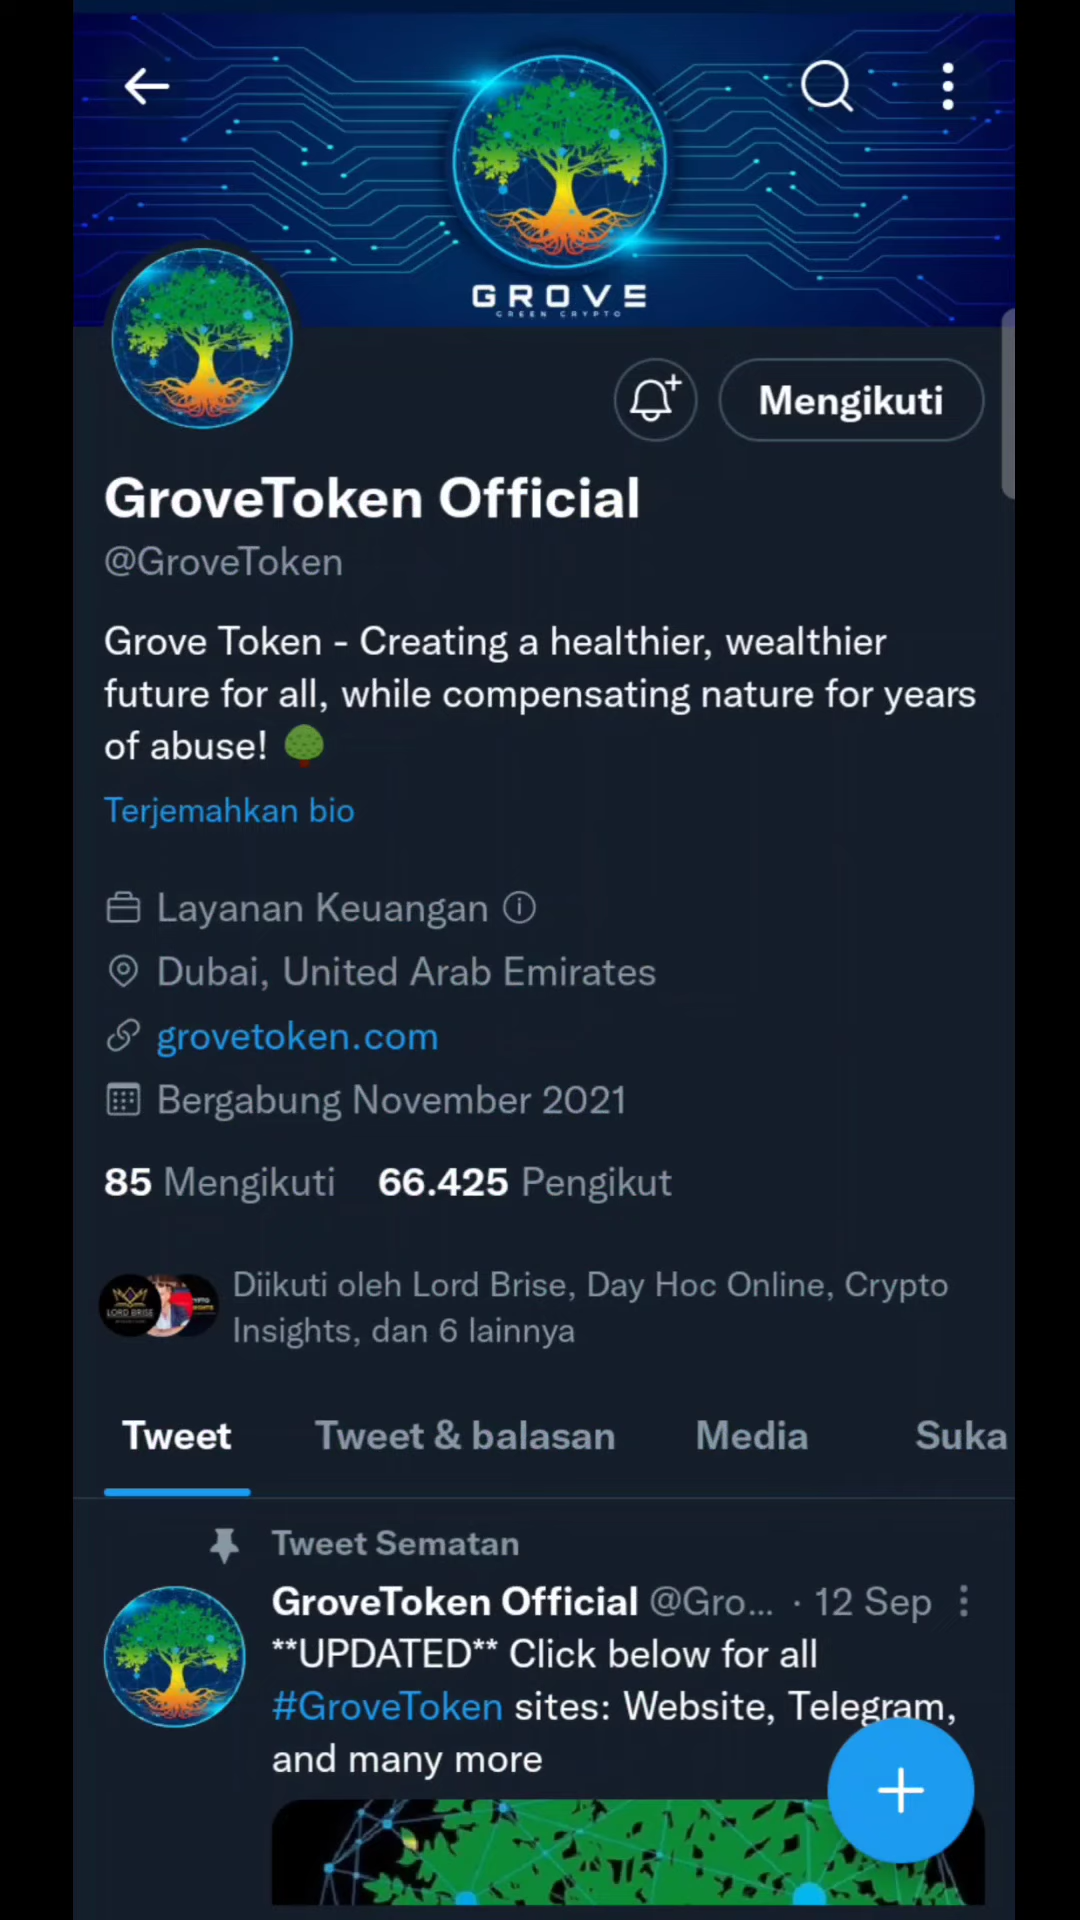 GROVE
GREEN CRYPTO
Mengikuti
GroveToken Official
@GroveToken
Grove Token - Creating a healthier, wealthier
future for all, while compensating nature for years
of abuse!
Terjemahkan bio
Layanan Keuangan
Dubai, United Arab Emirates
grovetoken.com
Bergabung November 2021
85 Mengikuti 66.425 Pengikut
LORD BRISE
Diikuti oleh Lord Brise, Day Hoc Online, Crypto
Insights, dan 6 lainnya
Tweet Tweet & balasan Media Suka
Tweet Sematan
GroveToken Official @Gro... · 12 Sep
**UPDATED** Click below for all
#GroveToken sites: Website, Telegram,
and many more